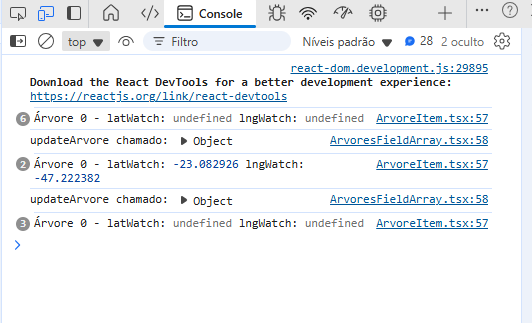 Console
top
Filtro
Níveis padrão
28
2 oculto
react-dom.development.js:29895
Download the React DevTools for a better development experience:
https://reactjs.org/link/react-devtools
6 Árvore 0 - latWatch: undefined lngWatch: undefined ArvoreItem.tsx:57
updateArvore chamado: ▶ Object ArvoresFieldArray.tsx:58
2 Árvore 0 - latWatch: -23.082926 lngWatch: ArvoreItem.tsx:57
-47.222382
updateArvore chamado: ▶ Object ArvoresFieldArray.tsx:58
3 Árvore 0 - latWatch: undefined lngWatch: undefined ArvoreItem.tsx:57